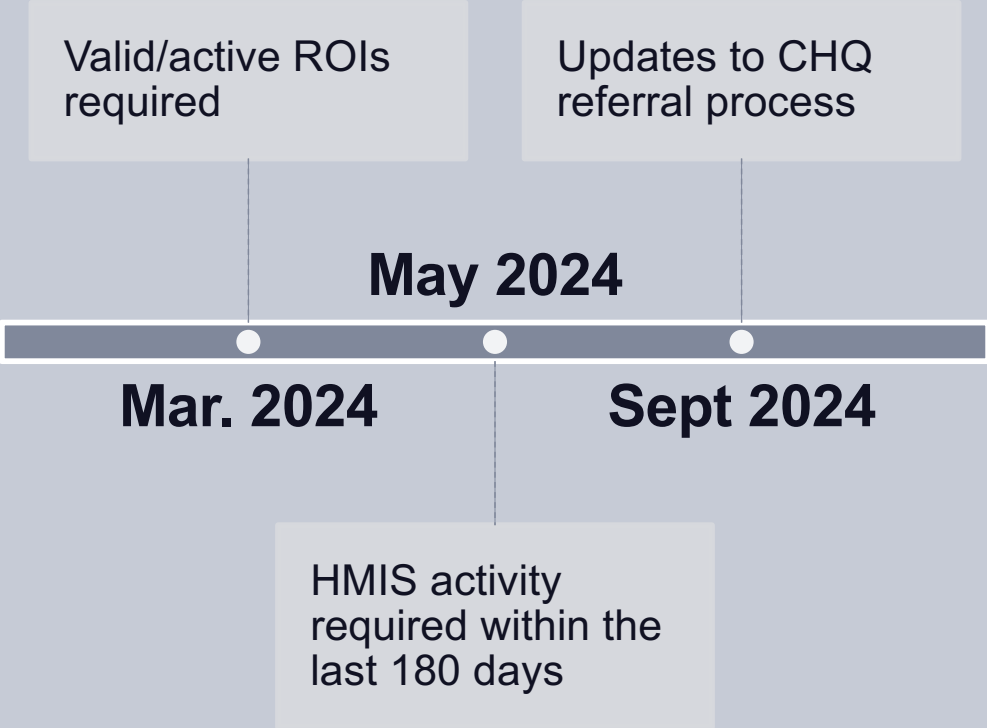 Valid/active ROIs
required
Updates to CHQ
referral process
May 2024
Mar. 2024
Sept 2024
HMIS activity
required within the
last 180 days